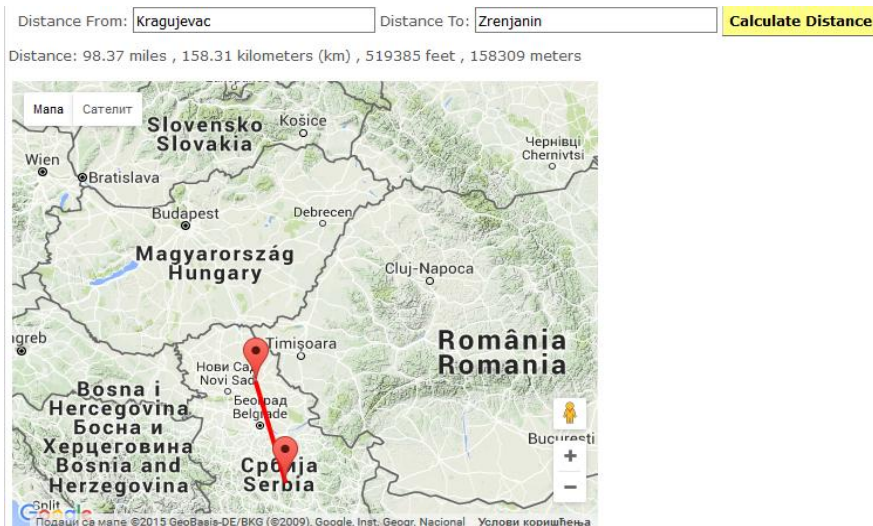 Distance From: Kragujevac Distance To: Zrenjanin Calculate Distance
Distance: 98.37 miles , 158.31 kilometers (km) , 519385 feet , 158309 meters
Мапа Сателит
Slovensko
Slovakia
Košice
Чернівці
Chernivtsi
Wien
Bratislava
Budapest
Debrecen
Magyarország
Hungary
Cluj-Napoca
Timișoara
România
Romania
Нови
Novi Sad
Београд
Belgrade
Bosna i
Hercegovina
Босна и
Херцеговина
Bosnia and
Herzegovina
Србија
Serbia
București
+
−
Split
Google
Подаци са мапе ©2015 GeoBasis-DE/BKG (©2009), Google, Inst. Geogr. Nacional Услови коришћења